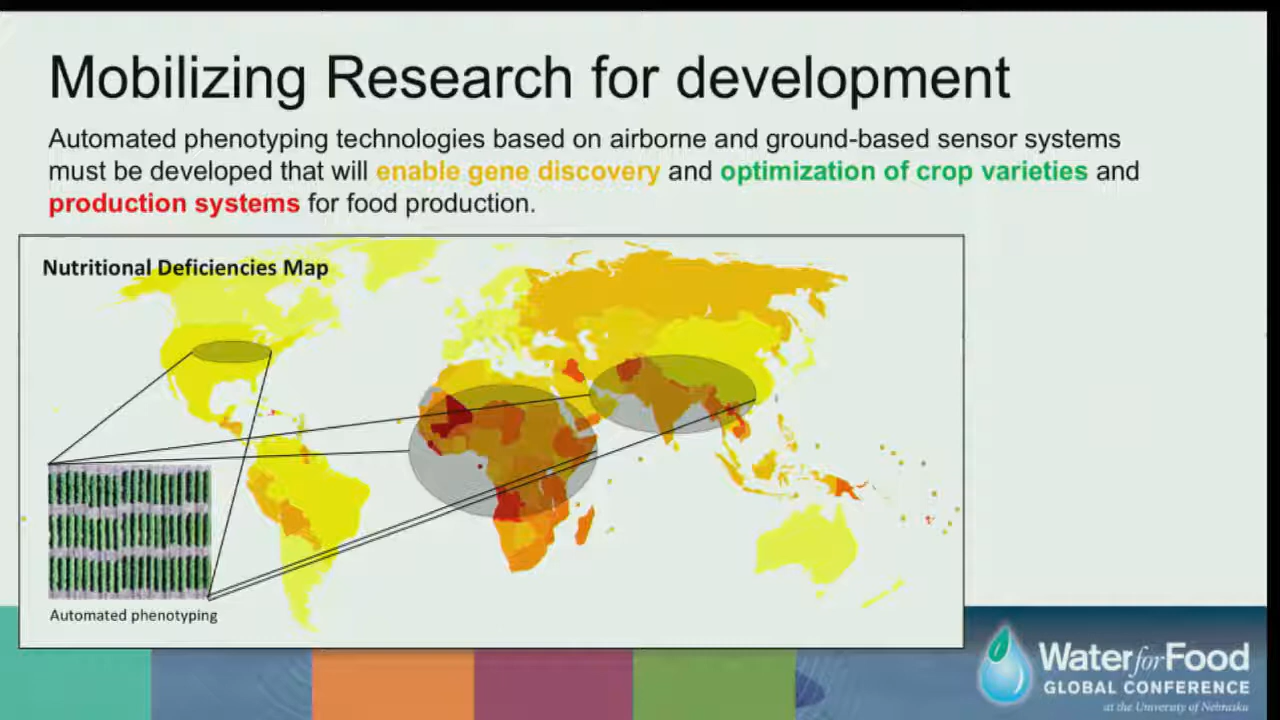 Mobilizing Research for development
Automated phenotyping technologies based on airborne and ground-based sensor systems
must be developed that will enable gene discovery and optimization of crop varieties and
production systems for food production.
Nutritional Deficiencies Map
Automated phenotyping
Water for Food
GLOBAL CONFERENCE
at the University of Nebraska